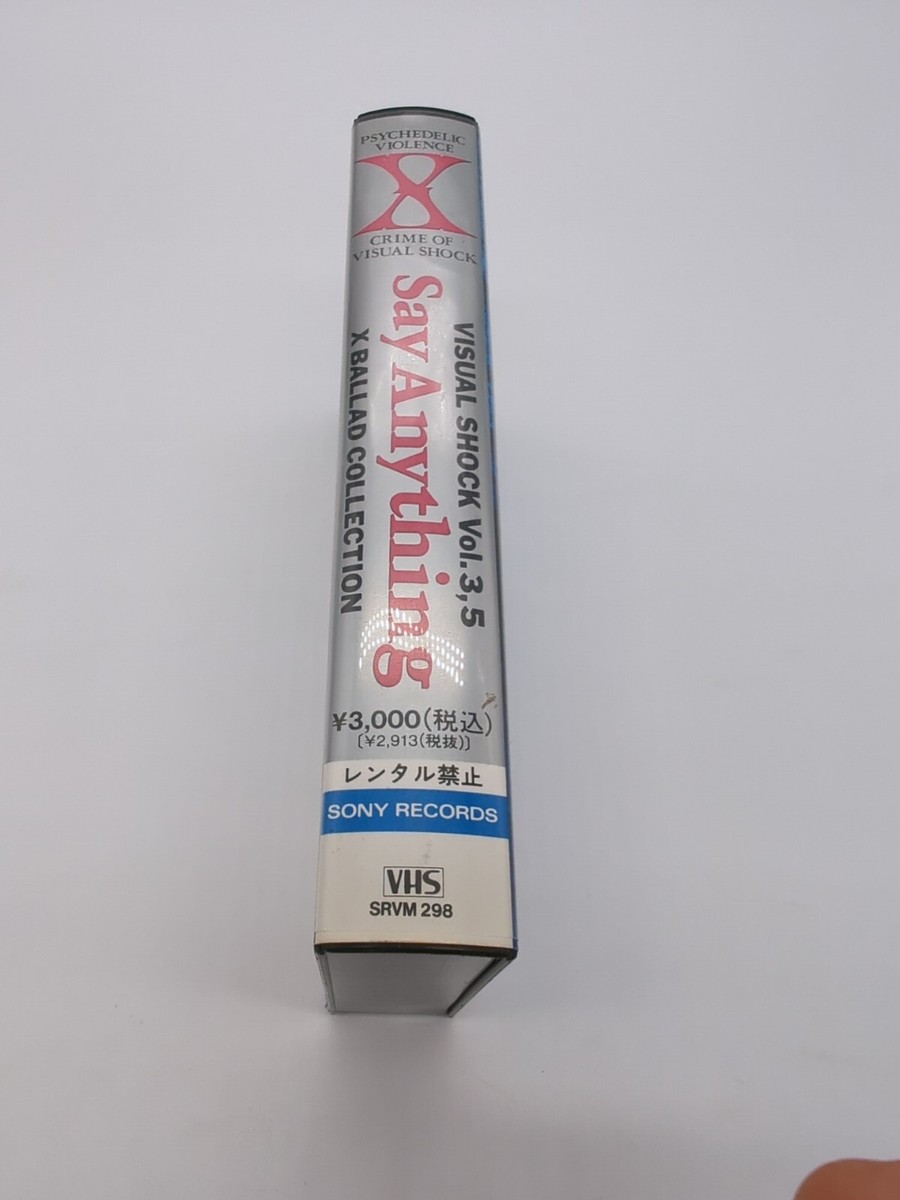 PSYCHEDELIC
VIOLENCE
X
CRIME OF
VISUAL SHOCK
VISUAL SHOCK Vol. 3,5
Say Anything
X BALLAD COLLECTION
¥3,000(税込)
[¥2,913(税抜)]
レンタル禁止
SONY RECORDS
VHS
SRVM 298